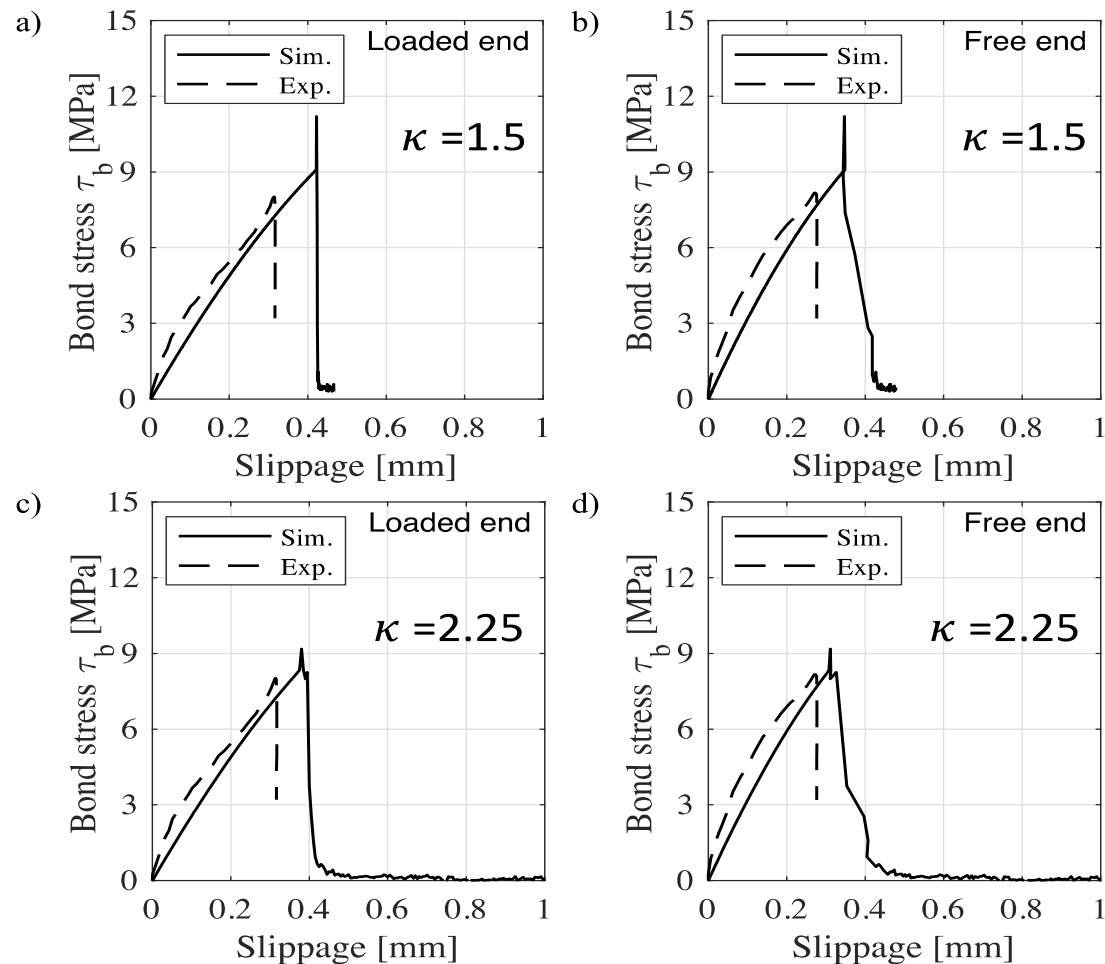 a)
Loaded end
Sim.
Exp.
κ =1.5
Bond stress τ_b [MPa]
15
12
9
6
3
0
0 0.2 0.4 0.6 0.8 1
Slippage [mm]
b)
Free end
Sim.
Exp.
κ =1.5
Bond stress τ_b [MPa]
15
12
9
6
3
0
0 0.2 0.4 0.6 0.8 1
Slippage [mm]
c)
Loaded end
Sim.
Exp.
κ =2.25
Bond stress τ_b [MPa]
15
12
9
6
3
0
0 0.2 0.4 0.6 0.8 1
Slippage [mm]
d)
Free end
Sim.
Exp.
κ =2.25
Bond stress τ_b [MPa]
15
12
9
6
3
0
0 0.2 0.4 0.6 0.8 1
Slippage [mm]